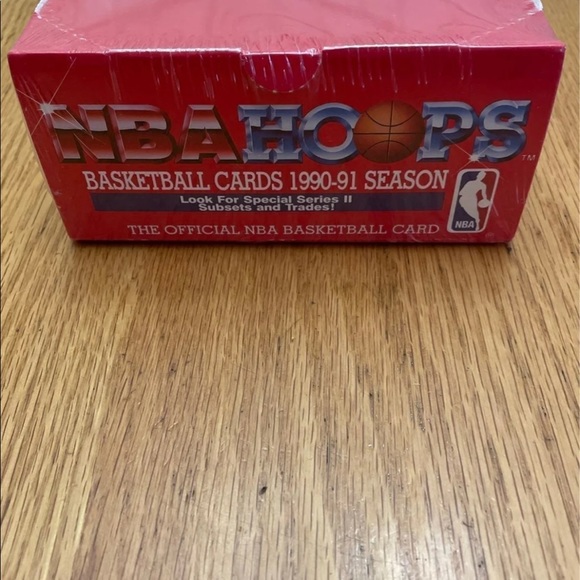 NBA HOOPS TM
BASKETBALL CARDS 1990-91 SEASON
Look For Special Series II
Subsets and Trades!
THE OFFICIAL NBA BASKETBALL CARD
NBA